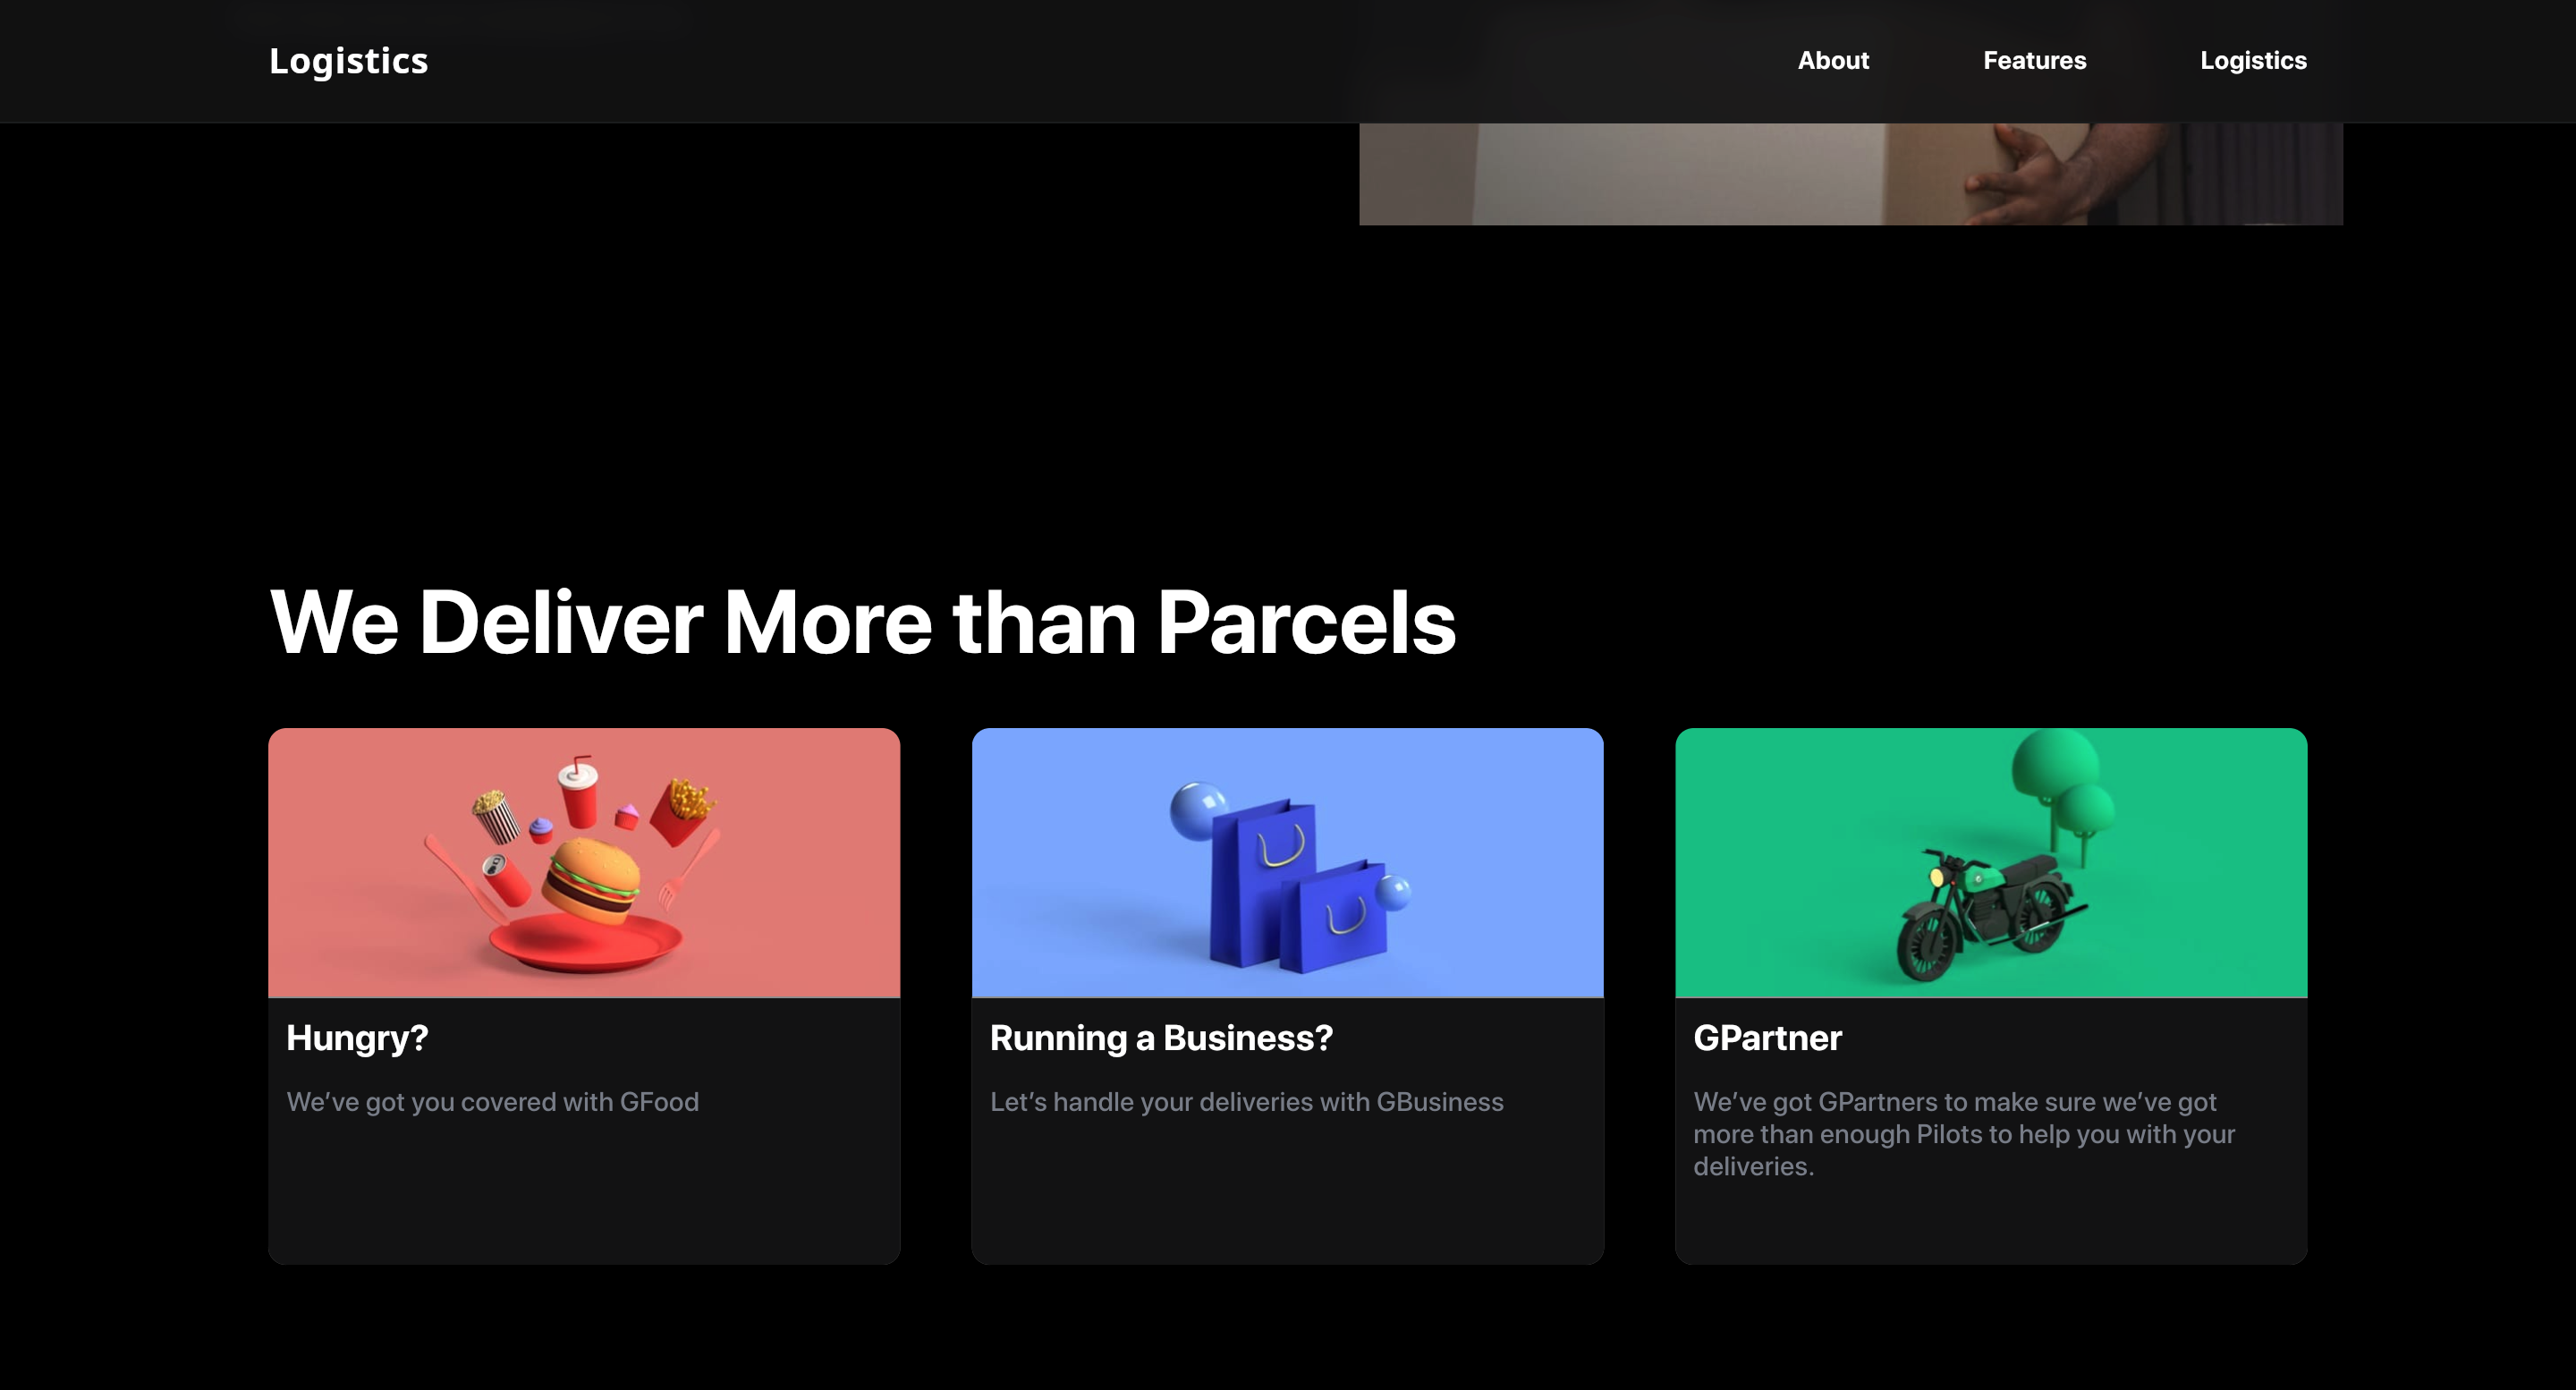 Logistics
About
Features
Logistics
We Deliver More than Parcels
Hungry?
We’ve got you covered with GFood
Running a Business?
Let’s handle your deliveries with GBusiness
GPartner
We’ve got GPartners to make sure we’ve got
more than enough Pilots to help you with your
deliveries.